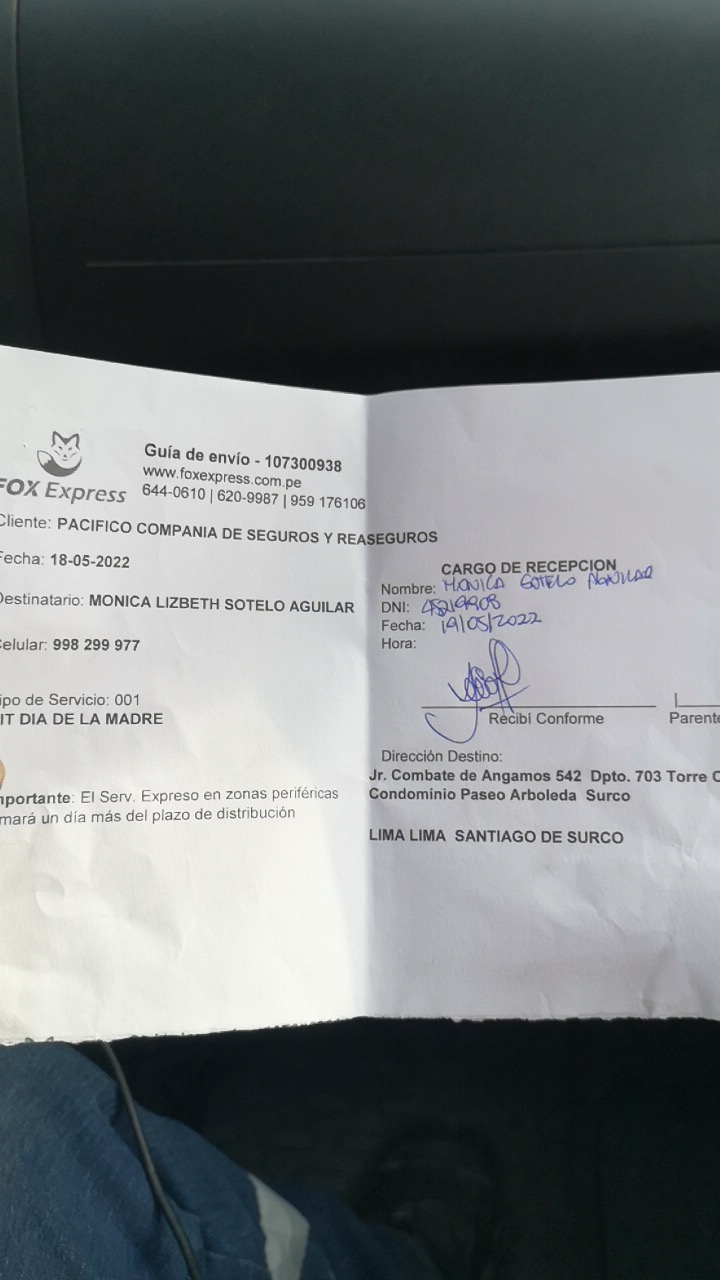 Guía de envío - 107300938
www.foxexpress.com.pe
FOX Express
644-0610 | 620-9987 | 959 176106
Cliente: PACIFICO COMPANIA DE SEGUROS Y REASEGUROS
Fecha: 18-05-2022
Destinatario: MONICA LIZBETH SOTELO AGUILAR
Celular: 998 299 977
ipo de Servicio: 001
IT DIA DE LA MADRE
mportante: El Serv. Expreso en zonas periféricas
mará un día más del plazo de distribución
CARGO DE RECEPCION
Nombre: MONICA SOTELO AGUILAR
DNI: 45219908
Fecha: 19/05/2022
Hora:
Recibí Conforme
Parente
Dirección Destino:
Jr. Combate de Angamos 542 Dpto. 703 Torre C
Condominio Paseo Arboleda Surco
LIMA LIMA SANTIAGO DE SURCO